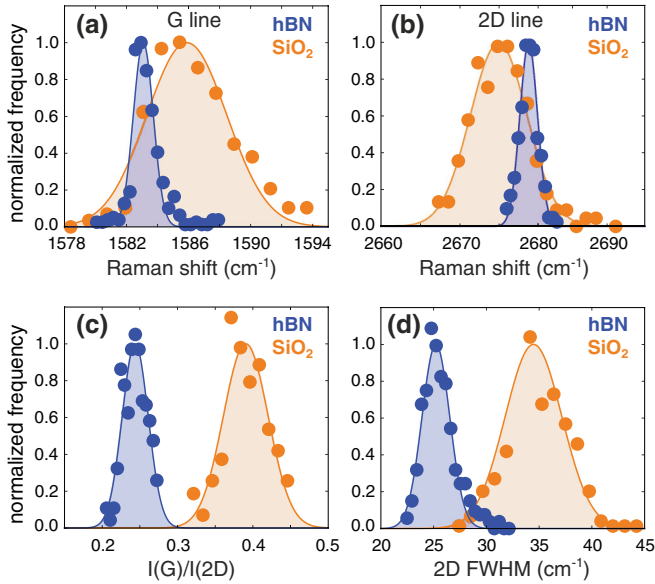 (a) G line hBN
SiO₂
(b) 2D line hBN
SiO₂
normalized frequency
1.0
0.8
0.6
0.4
0.2
0.0
1.0
0.8
0.6
0.4
0.2
0.0
1578 1582 1586 1590 1594
2660 2670 2680 2690
Raman shift (cm⁻¹)
Raman shift (cm⁻¹)
(c) hBN
SiO₂
(d) hBN
SiO₂
normalized frequency
1.0
0.8
0.6
0.4
0.2
0.0
1.0
0.8
0.6
0.4
0.2
0.0
0.2 0.3 0.4 0.5
20 25 30 35 40 45
I(G)/I(2D)
2D FWHM (cm⁻¹)